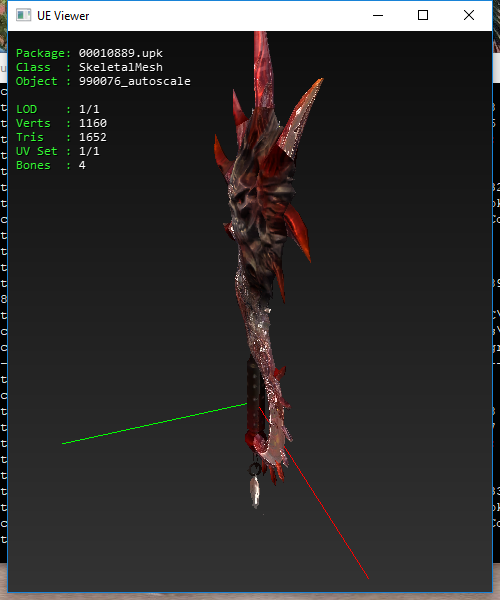 UE Viewer
Package: 00010889.upk
Class  : SkeletalMesh
Object : 990076_autoscale
LOD    : 1/1
Verts  : 1160
Tris   : 1652
UV Set : 1/1
Bones  : 4